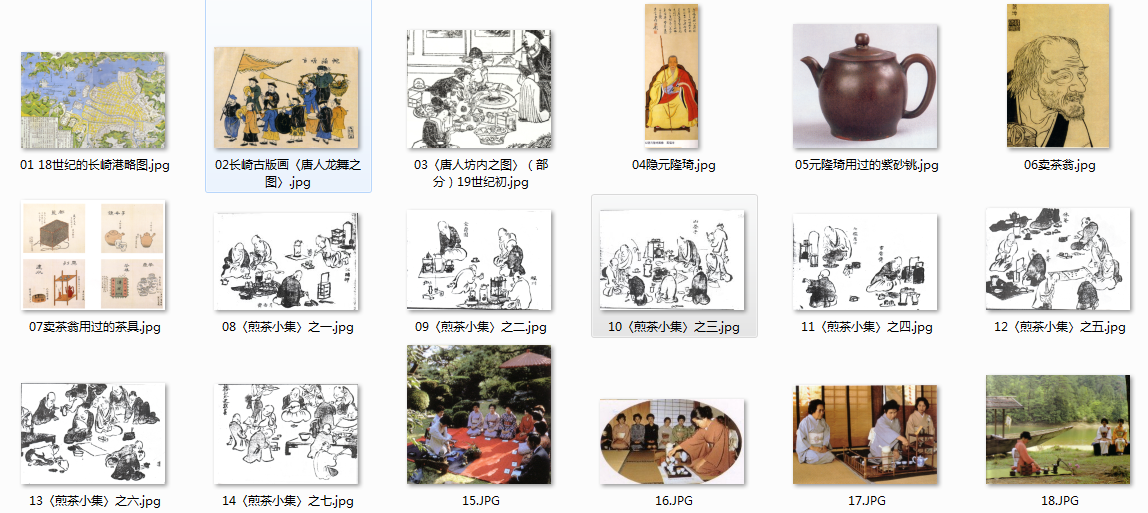 01 18世纪的长崎港略图.jpg
02长崎古版画〈唐人龙舞之
图〉.jpg
03〈唐人坊内之图〉（部
分）19世纪初.jpg
04隐元隆琦.jpg
05元隆琦用过的紫砂铫.jpg
06卖茶翁.jpg
07卖茶翁用过的茶具.jpg
08〈煎茶小集〉之一.jpg
09〈煎茶小集〉之二.jpg
10〈煎茶小集〉之三.jpg
11〈煎茶小集〉之四.jpg
12〈煎茶小集〉之五.jpg
13〈煎茶小集〉之六.jpg
14〈煎茶小集〉之七.jpg
15.JPG
16.JPG
17.JPG
18.JPG